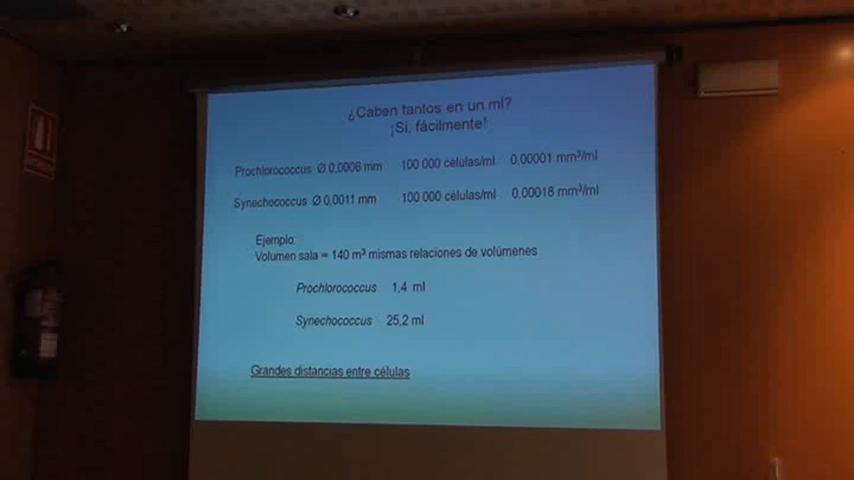 ¿Caben tantos en un ml?
¡Sí, fácilmente!
Prochlorococcus Ø 0,0006 mm 100 000 células/ml 0,00001 mm³/ml
Synechococcus Ø 0,0011 mm 100 000 células/ml 0,00018 mm³/ml
Ejemplo:
Volumen sala = 140 m³ mismas relaciones de volúmenes
Prochlorococcus 1,4 ml
Synechococcus 25,2 ml
Grandes distancias entre células